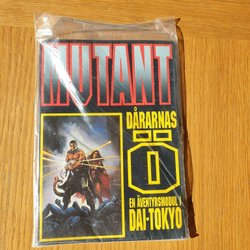 MUTANT
DÅRARNAS
Ö
EN ÄVENTYRSMODUL I
DAI-TOKYO